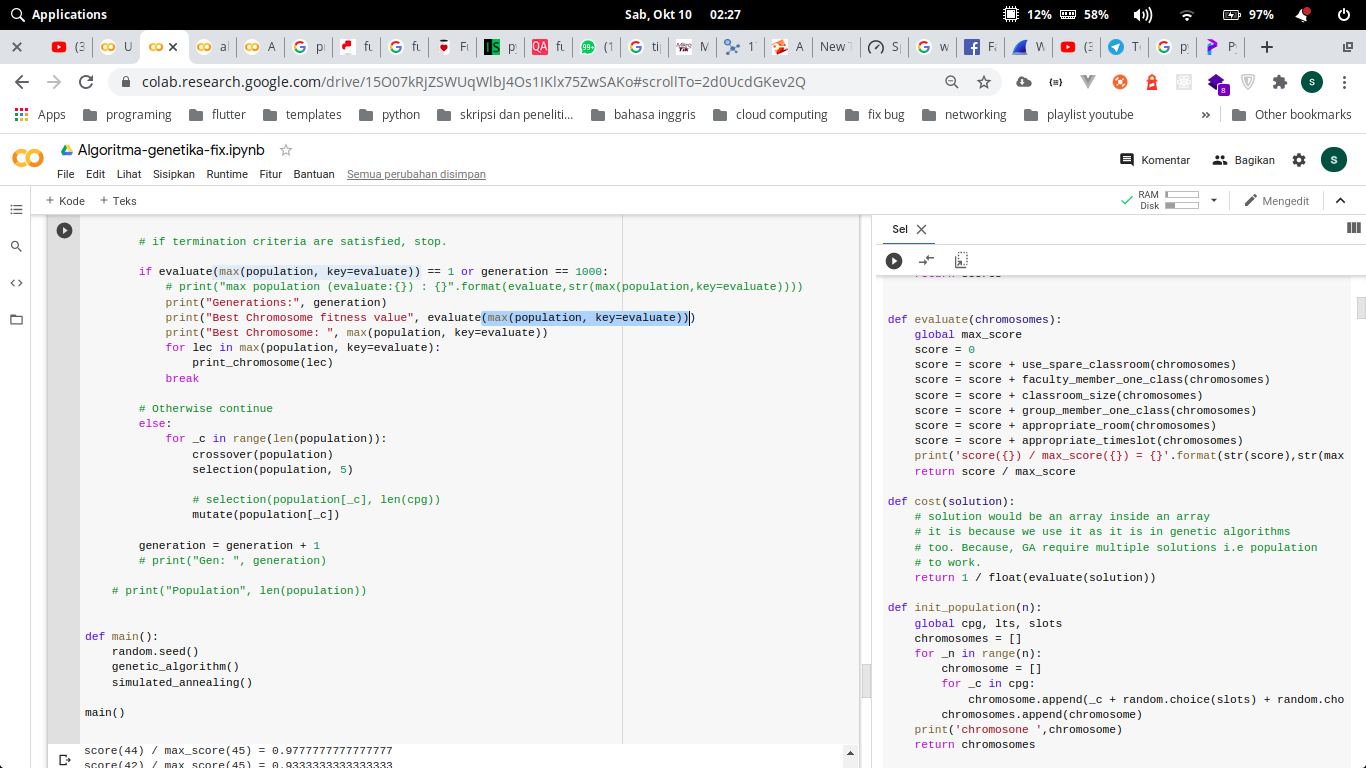 Applications
Sab, Okt 10 02:27
12% 58% 97%
colab.research.google.com/drive/15O07kRjZSWUqWlbJ4Os1IKlx75ZwSAKo#scrollTo=2d0UcdGKev2Q
Apps programing flutter templates python skripsi dan peneliti... bahasa inggris cloud computing fix bug networking playlist youtube » Other bookmarks
Algoritma-genetika-fix.ipynb
File Edit Lihat Sisipkan Runtime Fitur Bantuan Semua perubahan disimpan
Komentar Bagikan S
+ Kode + Teks
RAM
Disk
Mengedit
# if termination criteria are satisfied, stop.
if evaluate(max(population, key=evaluate)) == 1 or generation == 1000:
# print("max population (evaluate:{}) : {}".format(evaluate,str(max(population,key=evaluate))))
print("Generations:", generation)
print("Best Chromosome fitness value", evaluate(max(population, key=evaluate)))
print("Best Chromosome: ", max(population, key=evaluate))
for lec in max(population, key=evaluate):
print_chromosome(lec)
break
# Otherwise continue
else:
for _c in range(len(population)):
crossover(population)
selection(population, 5)
# selection(population[_c], len(cpg))
mutate(population[_c])
generation = generation + 1
# print("Gen: ", generation)
# print("Population", len(population))
def main():
random.seed()
genetic_algorithm()
simulated_annealing()
main()
score(44) / max_score(45) = 0.9777777777777777
score(42) / max_score(45) = 0.9333333333333333
Sel
def evaluate(chromosomes):
global max_score
score = 0
score = score + use_spare_classroom(chromosomes)
score = score + faculty_member_one_class(chromosomes)
score = score + classroom_size(chromosomes)
score = score + group_member_one_class(chromosomes)
score = score + appropriate_room(chromosomes)
score = score + appropriate_timeslot(chromosomes)
print('score({}) / max_score({}) = {}'.format(str(score),str(max
return score / max_score
def cost(solution):
# solution would be an array inside an array
# it is because we use it as it is in genetic algorithms
# too. Because, GA require multiple solutions i.e population
# to work.
return 1 / float(evaluate(solution))
def init_population(n):
global cpg, lts, slots
chromosomes = []
for _n in range(n):
chromosome = []
for _c in cpg:
chromosome.append(_c + random.choice(slots) + random.cho
chromosomes.append(chromosome)
print('chromosone ',chromosome)
return chromosomes